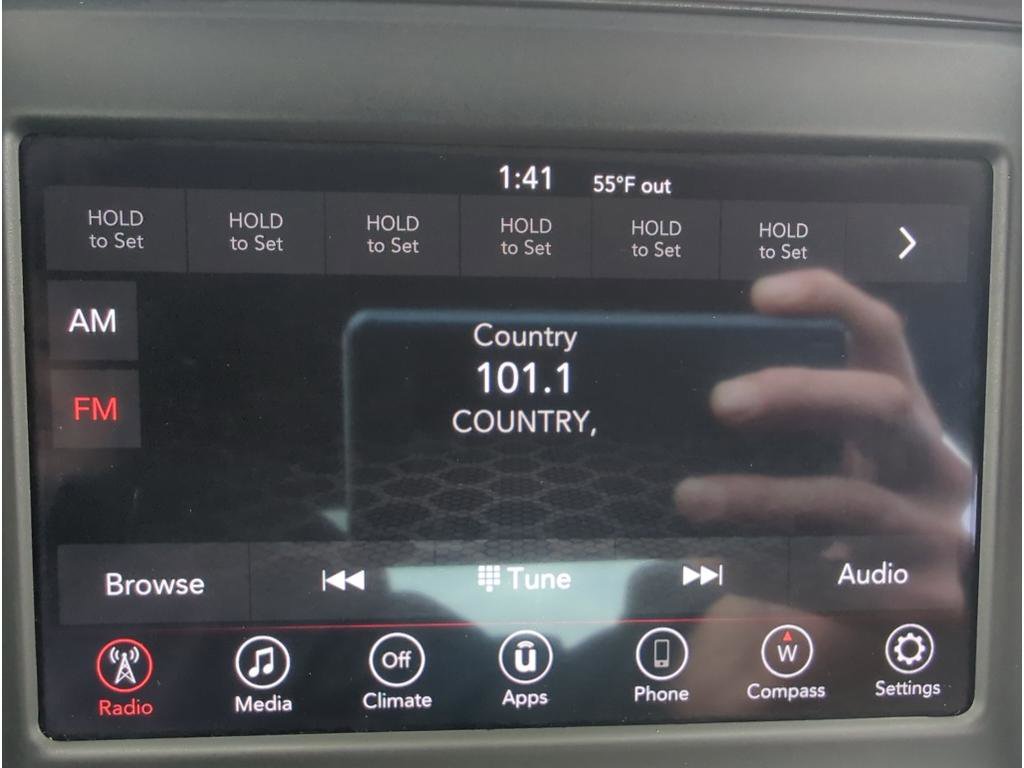 1:41 55°F out
HOLD HOLD HOLD HOLD HOLD HOLD
to Set to Set to Set to Set to Set to Set
AM
Country
101.1
FM
COUNTRY,
Browse Tune Audio
Off ū W
Radio Media Climate Apps Phone Compass Settings